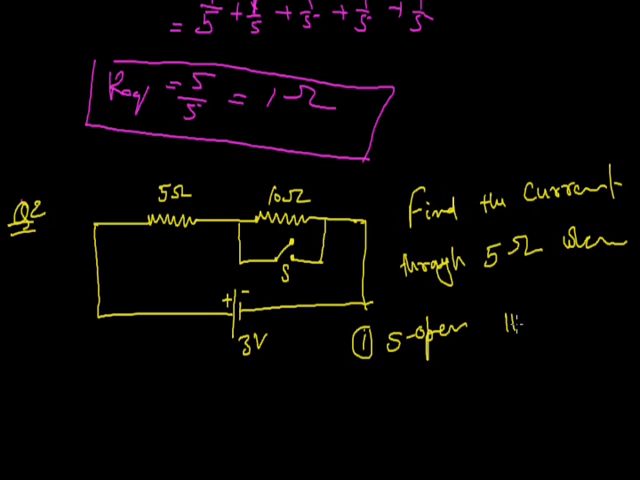 = 1/5 + 1/5 + 1/5 + 1/5 + 1/5
Req = 5/5 = 1 Ω
Q2
5Ω 10Ω
S
+ -
3V
Find the current
through 5 Ω when
① S-open